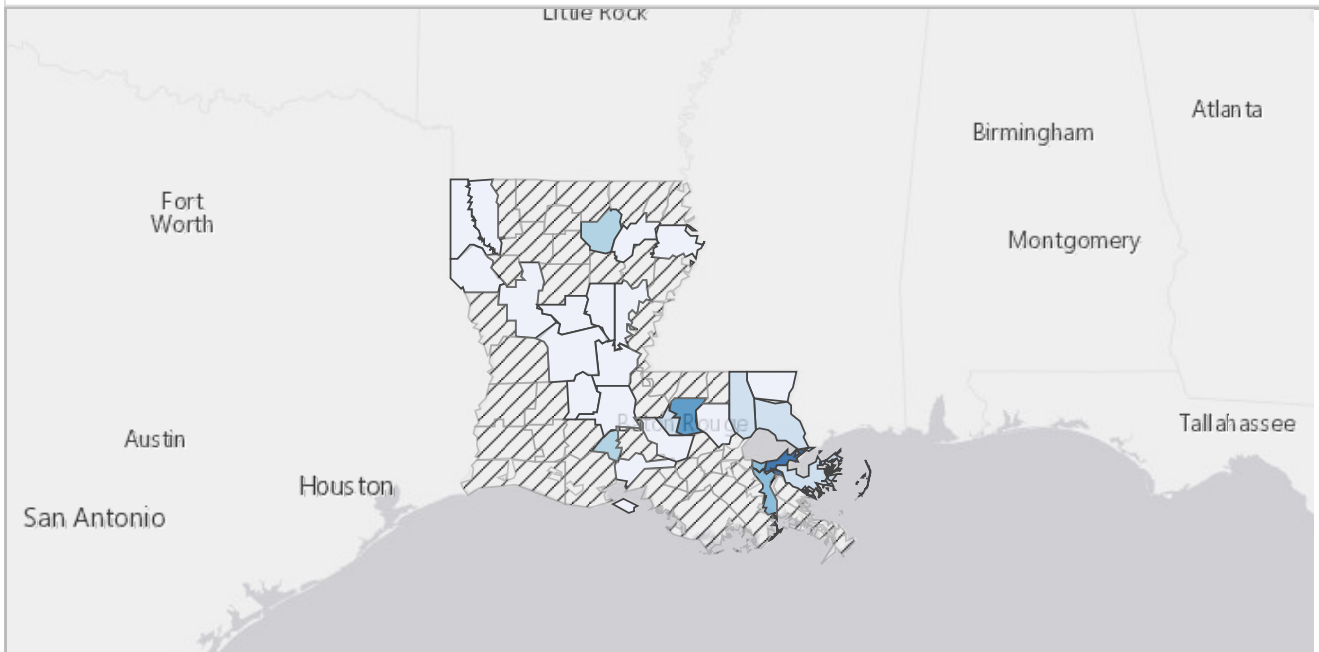 Little Rock
Atlanta
Birmingham
Fort
Worth
Montgomery
Baton Rouge
Tallahassee
Austin
Houston
San Antonio